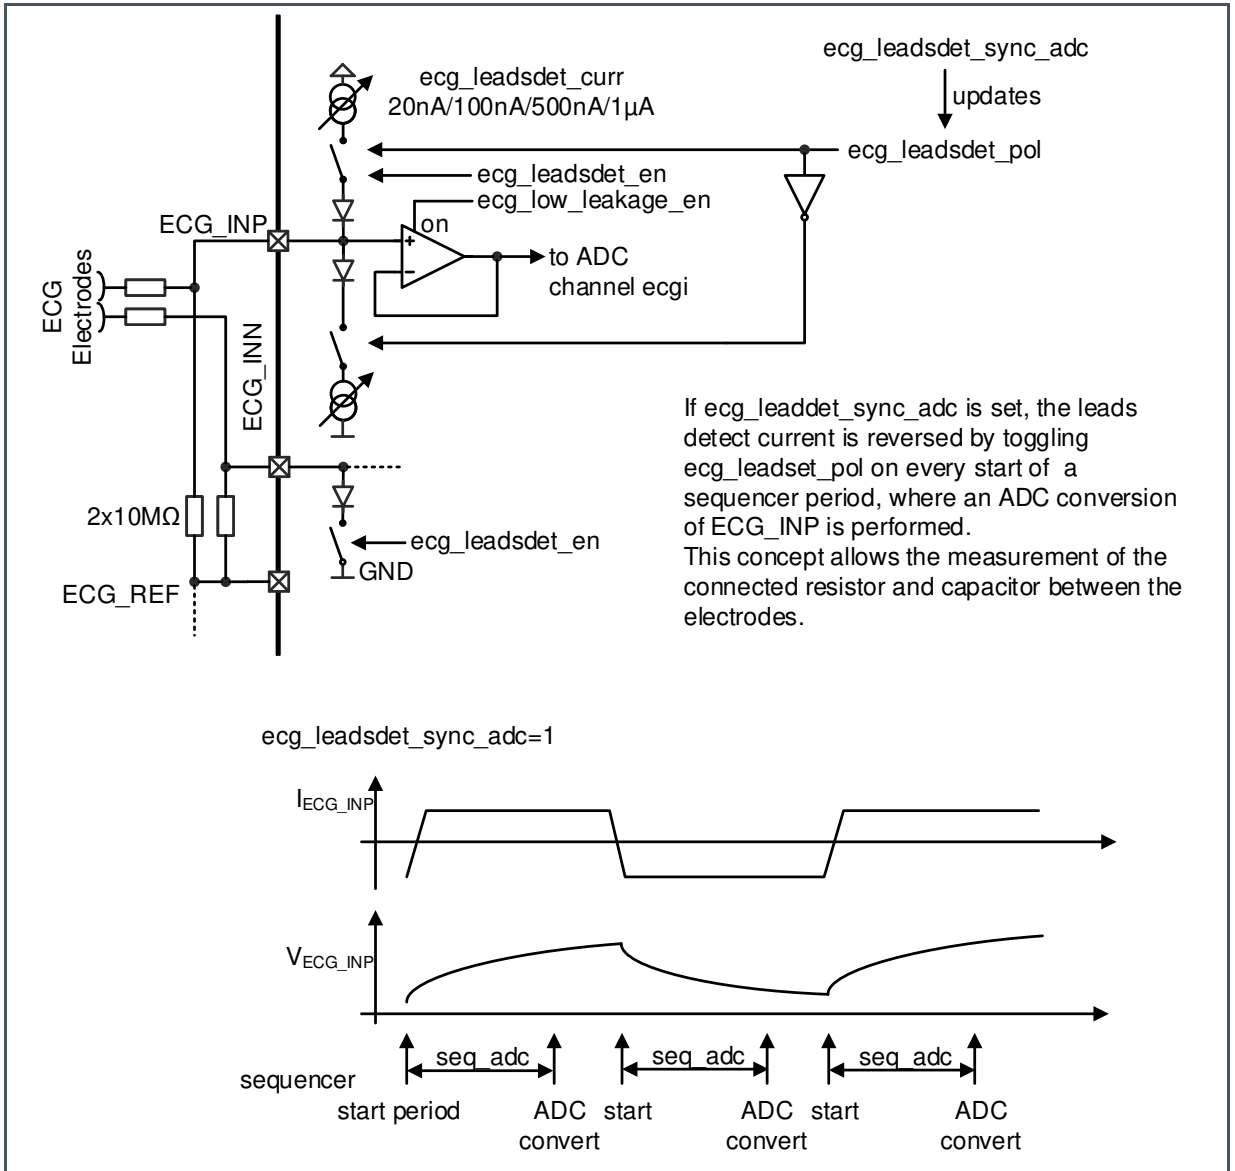 ecg_leadsdet_sync_adc
ecg_leadsdet_curr
20nA/100nA/500nA/1µA
updates
ecg_leadsdet_pol
ecg_leadsdet_en
ecg_low_leakage_en
ECG_INP
on
+
−
to ADC
channel ecgi
ECG
Electrodes
ECG_INN
If ecg_leaddet_sync_adc is set, the leads
detect current is reversed by toggling
ecg_leadset_pol on every start of a
sequencer period, where an ADC conversion
of ECG_INP is performed.
This concept allows the measurement of the
connected resistor and capacitor between the
electrodes.
2x10MΩ
ecg_leadsdet_en
GND
ECG_REF
ecg_leadsdet_sync_adc=1
IECG_INP
VECG_INP
seq_adc seq_adc seq_adc
sequencer
start period ADC start ADC start ADC
convert convert convert